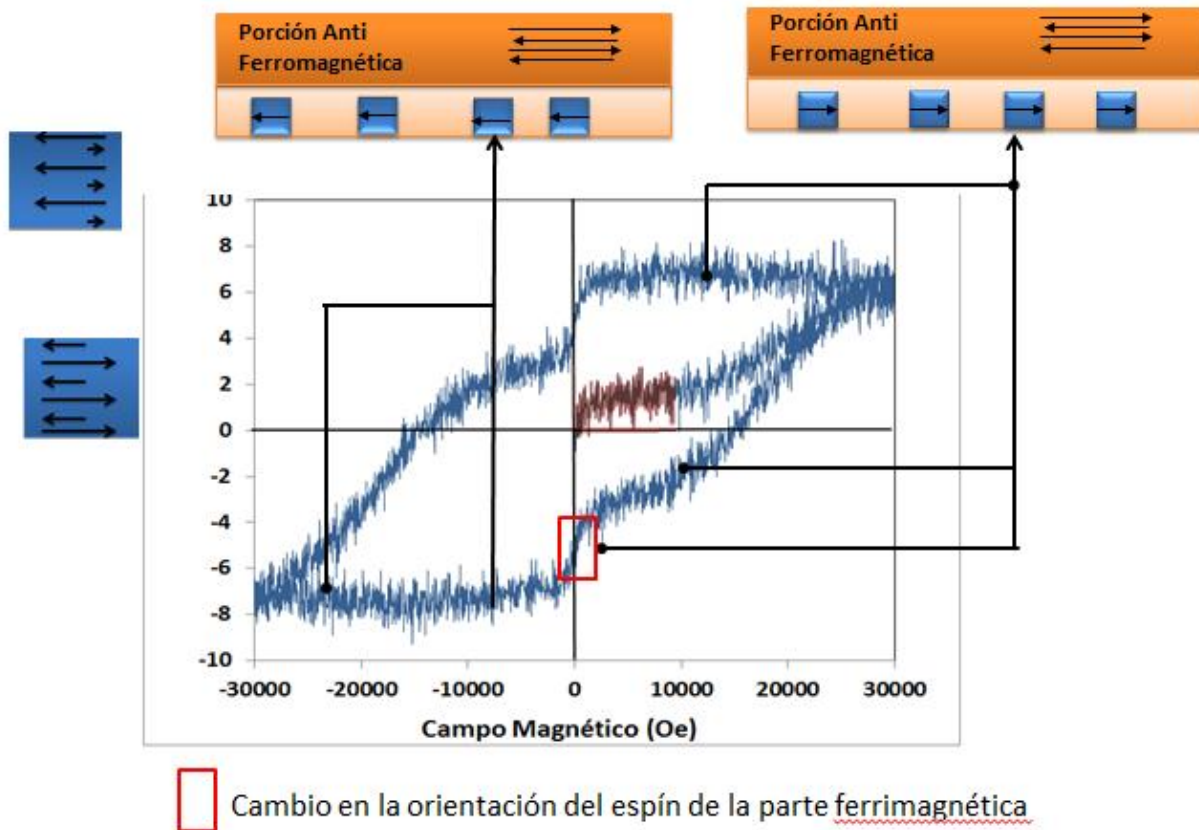 Porción Anti
Ferromagnética
Porción Anti
Ferromagnética
10
8
6
4
2
0
-2
-4
-6
-8
-10
-30000 -20000 -10000 0 10000 20000 30000
Campo Magnético (Oe)
Cambio en la orientación del espín de la parte ferrimagnética